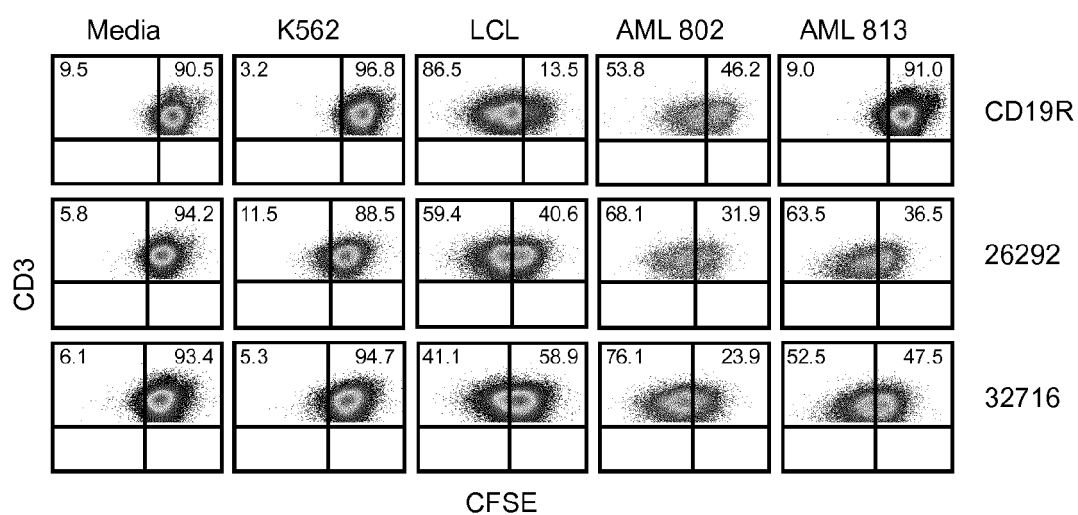 Media K562 LCL AML 802 AML 813
9.5 90.5 3.2 96.8 86.5 13.5 53.8 46.2 9.0 91.0
CD19R
5.8 94.2 11.5 88.5 59.4 40.6 68.1 31.9 63.5 36.5
26292
CD3
6.1 93.4 5.3 94.7 41.1 58.9 76.1 23.9 52.5 47.5
32716
CFSE